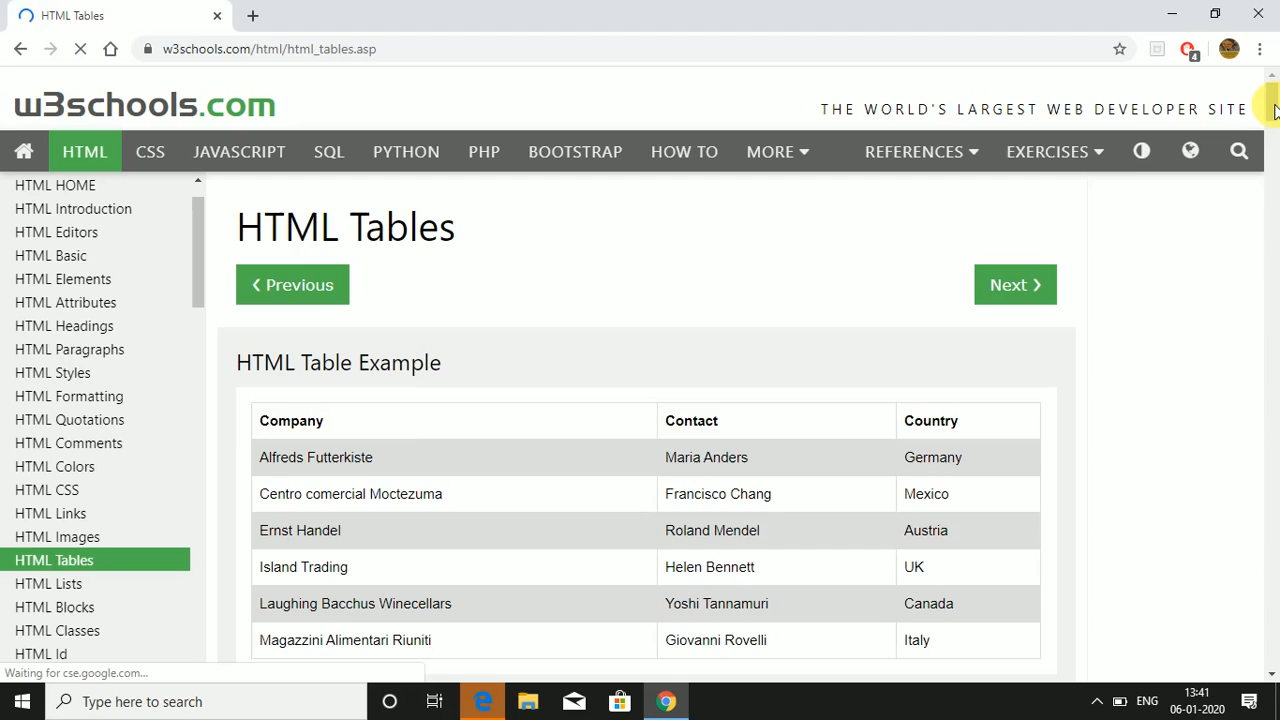 HTML Tables
w3schools.com/html/html_tables.asp
4
w3schools.com
THE WORLD'S LARGEST WEB DEVELOPER SITE
HTML CSS JAVASCRIPT SQL PYTHON PHP BOOTSTRAP HOW TO MORE REFERENCES EXERCISES
HTML HOME
HTML Introduction
HTML Editors
HTML Basic
HTML Elements
HTML Attributes
HTML Headings
HTML Paragraphs
HTML Styles
HTML Formatting
HTML Quotations
HTML Comments
HTML Colors
HTML CSS
HTML Links
HTML Images
HTML Tables
HTML Lists
HTML Blocks
HTML Classes
HTML Id
HTML Tables
❮ Previous
Next ❯
HTML Table Example
Company Contact Country
Alfreds Futterkiste Maria Anders Germany
Centro comercial Moctezuma Francisco Chang Mexico
Ernst Handel Roland Mendel Austria
Island Trading Helen Bennett UK
Laughing Bacchus Winecellars Yoshi Tannamuri Canada
Magazzini Alimentari Riuniti Giovanni Rovelli Italy
Waiting for cse.google.com...
Type here to search
ENG
13:41
06-01-2020